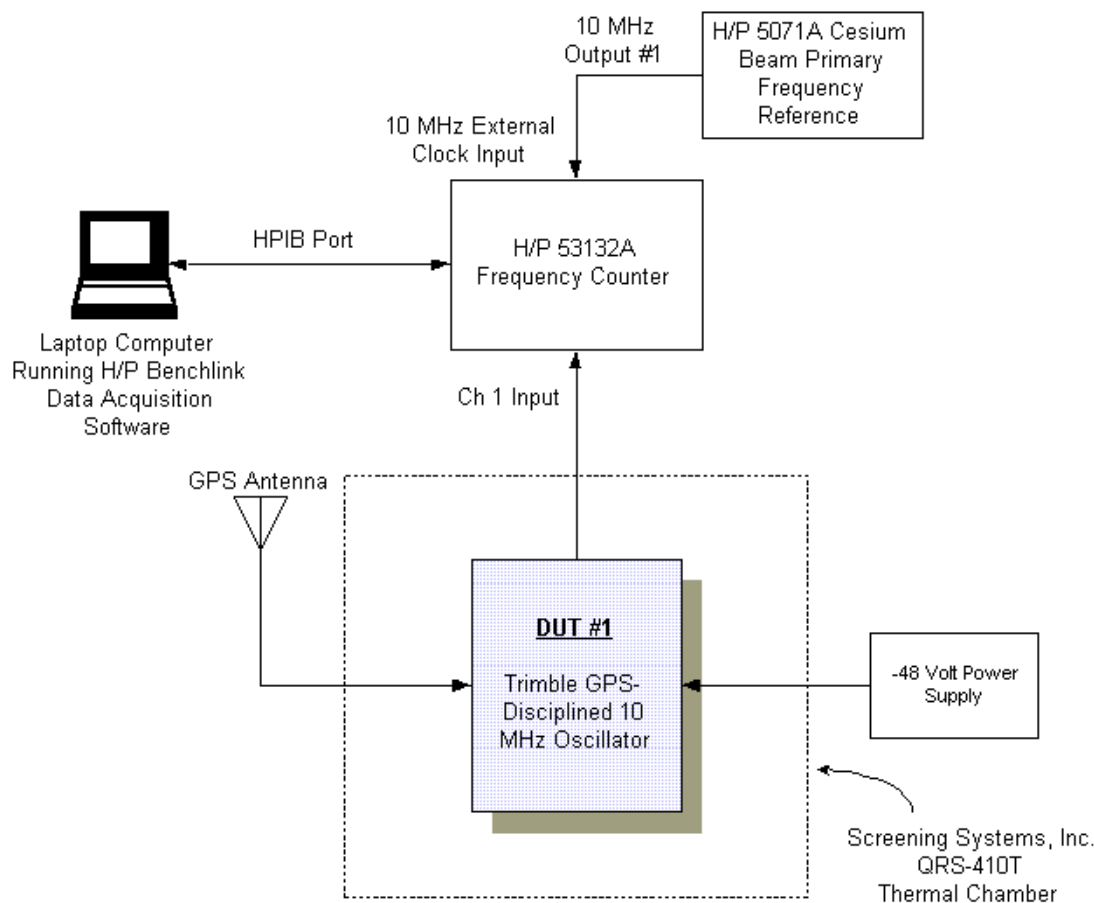 10 MHz
Output #1
H/P 5071A Cesium
Beam Primary
Frequency
Reference
10 MHz External
Clock Input
HPIB Port
H/P 53132A
Frequency Counter
Laptop Computer
Running H/P Benchlink
Data Acquisition
Software
Ch 1 Input
GPS Antenna
DUT #1
Trimble GPS-
Disciplined 10
MHz Oscillator
-48 Volt Power
Supply
Screening Systems, Inc.
QRS-410T
Thermal Chamber